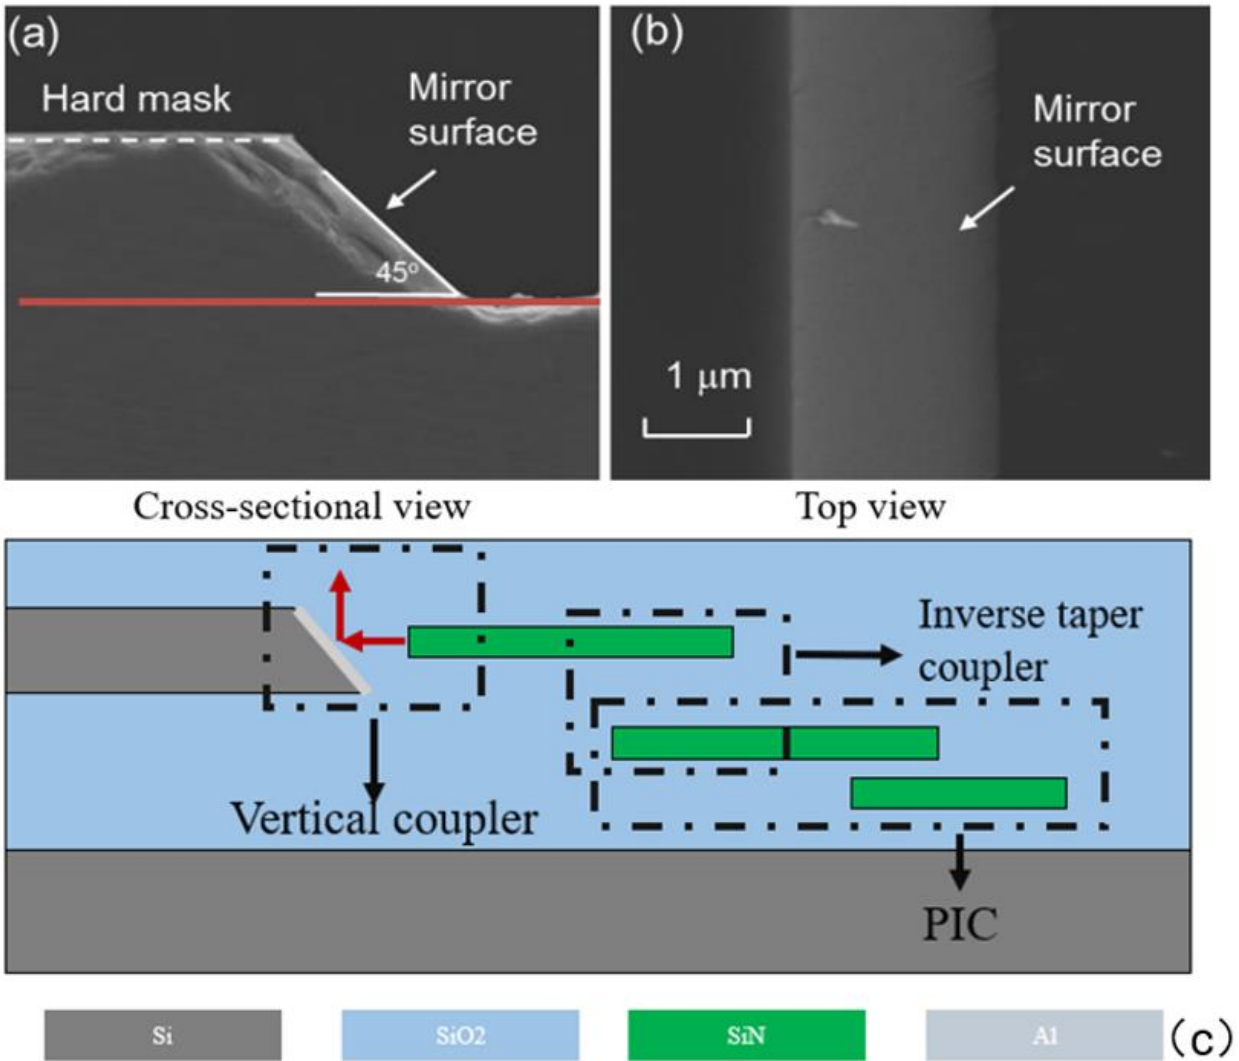 (a)
Hard mask
Mirror
surface
45°
(b)
Mirror
surface
1 μm
Cross-sectional view
Top view
Inverse taper
coupler
Vertical coupler
PIC
Si
SiO2
SiN
Al
(c)